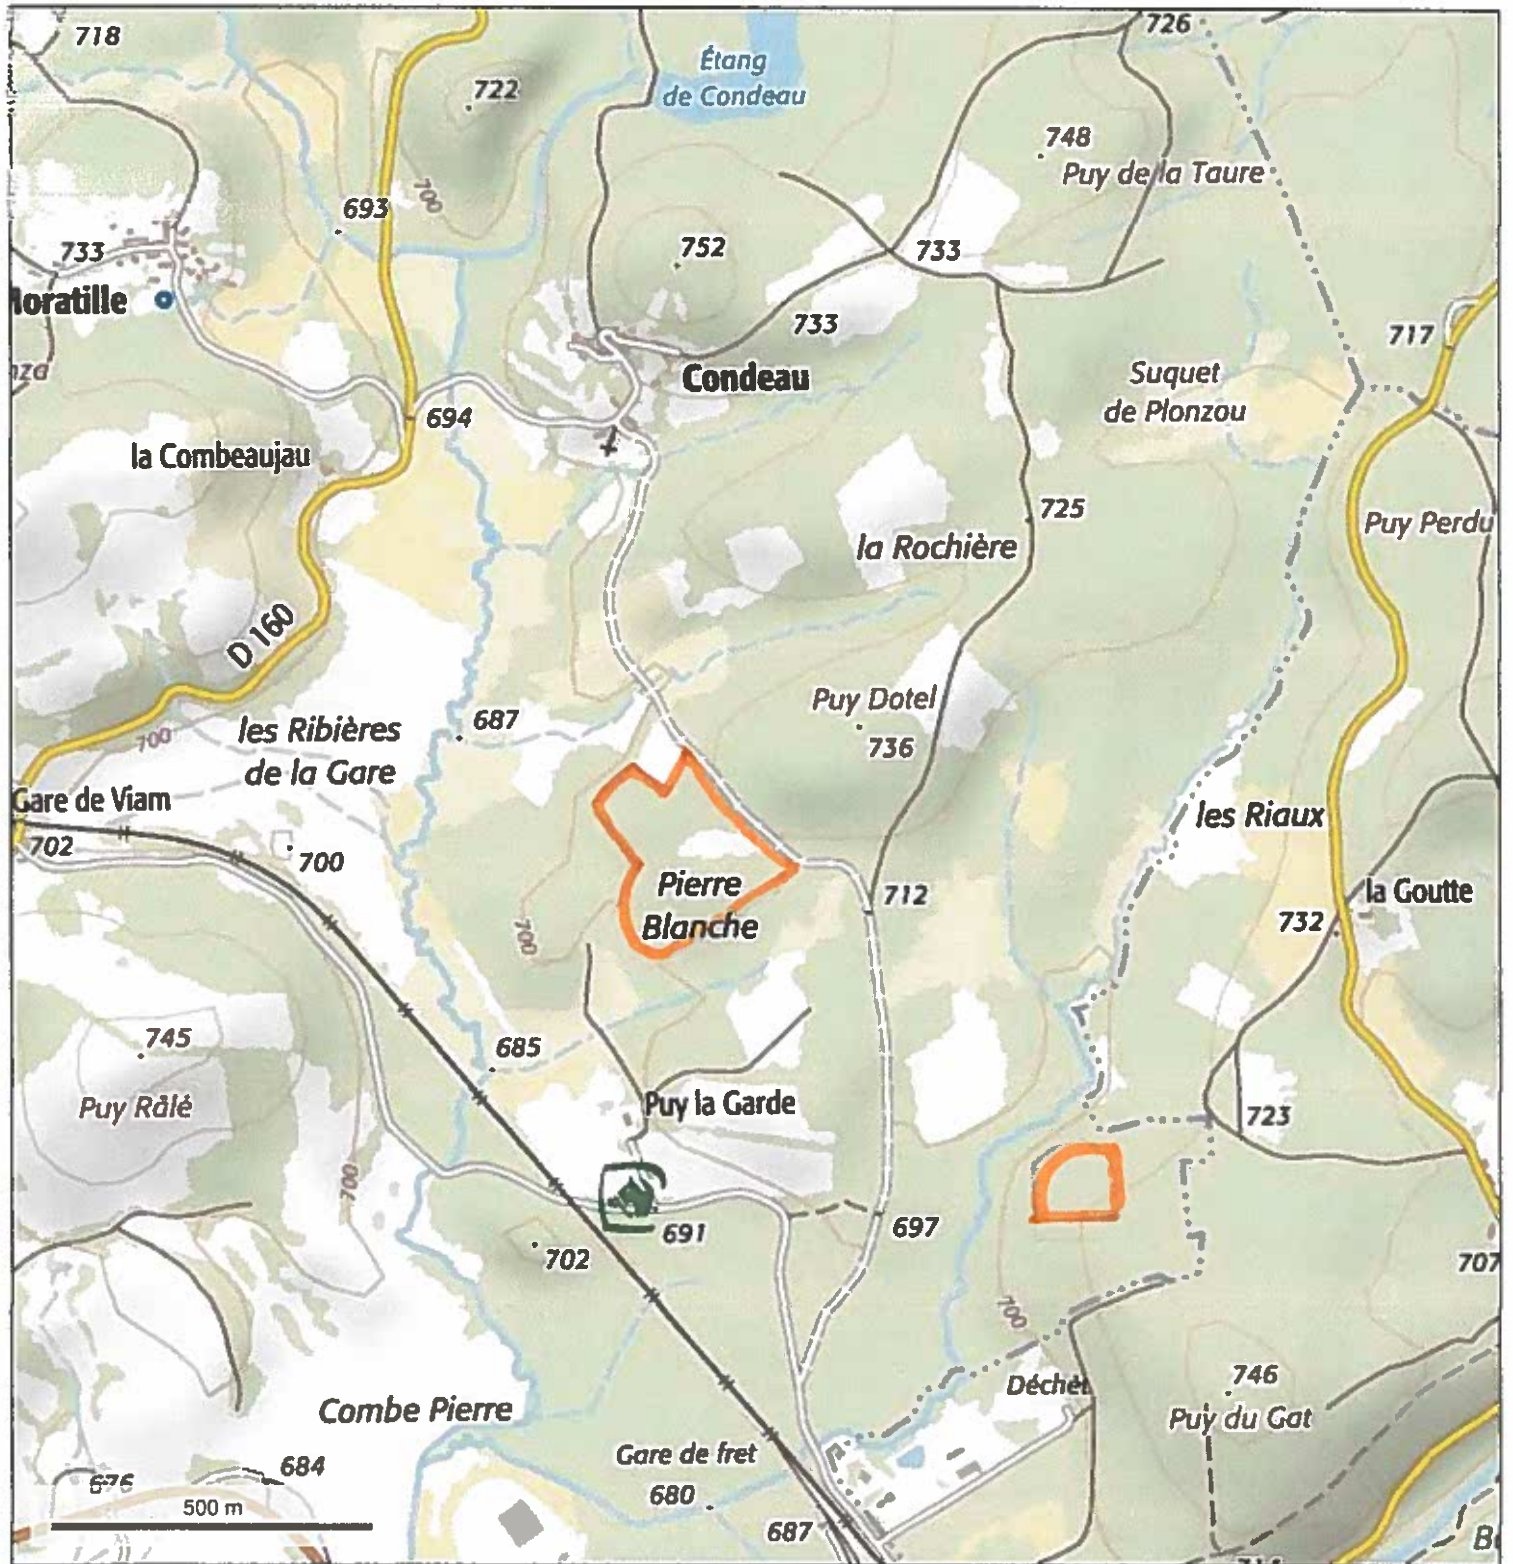 718
726
Étang
de Condeau
722
748
Puy de la Taure
693
700
733
752
733
loratille
733
717
nza
Condeau
Suquet
de Plonzou
694
la Combeaujau
725
Puy Perdu
la Rochière
D 160
Puy Dotel
687
les Ribières
de la Gare
700
736
Gare de Viam
les Riaux
702
700
Pierre
Blanche
712
la Goutte
732
700
745
685
Puy Râlé
Puy la Garde
723
700
691
697
702
707
700
746
Déchèt
Combe Pierre
Puy du Gat
Gare de fret
684
676
680
500 m
687